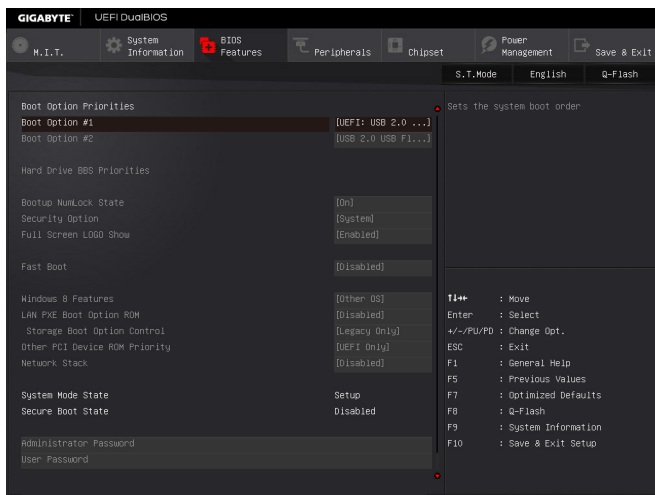 GIGABYTE™ UEFI DualBIOS
M.I.T.
System Information
BIOS Features
Peripherals
Chipset
Power Management
Save & Exit
S.T.Mode English Q-Flash
Boot Option Priorities
Boot Option #1 [UEFI: USB 2.0 ...]
Boot Option #2 [USB 2.0 USB Fl...]
Hard Drive BBS Priorities
Bootup NumLock State [On]
Security Option [System]
Full Screen LOGO Show [Enabled]
Fast Boot [Disabled]
Windows 8 Features [Other OS]
LAN PXE Boot Option ROM [Disabled]
Storage Boot Option Control [Legacy Only]
Other PCI Device ROM Priority [UEFI Only]
Network Stack [Disabled]
System Mode State Setup
Secure Boot State Disabled
Administrator Password
User Password
Sets the system boot order
↑↓→← : Move
Enter : Select
+/-/PU/PD : Change Opt.
ESC : Exit
F1 : General Help
F5 : Previous Values
F7 : Optimized Defaults
F8 : Q-Flash
F9 : System Information
F10 : Save & Exit Setup